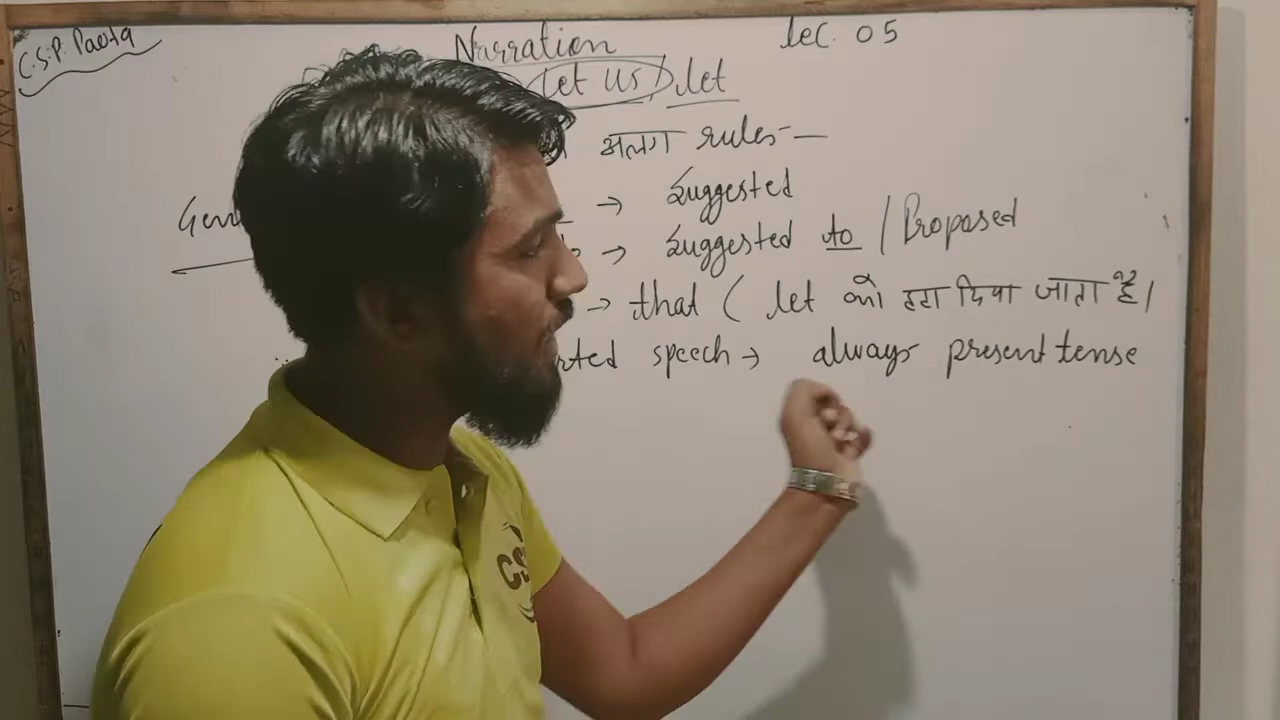 C.S.P. Paota
Narration
lec. 05
let us / let
अलग rules-—
→ Suggested
→ Suggested to / Proposed
→ that ( let को हटा दिया जाता है।
speech → always present tense
CS